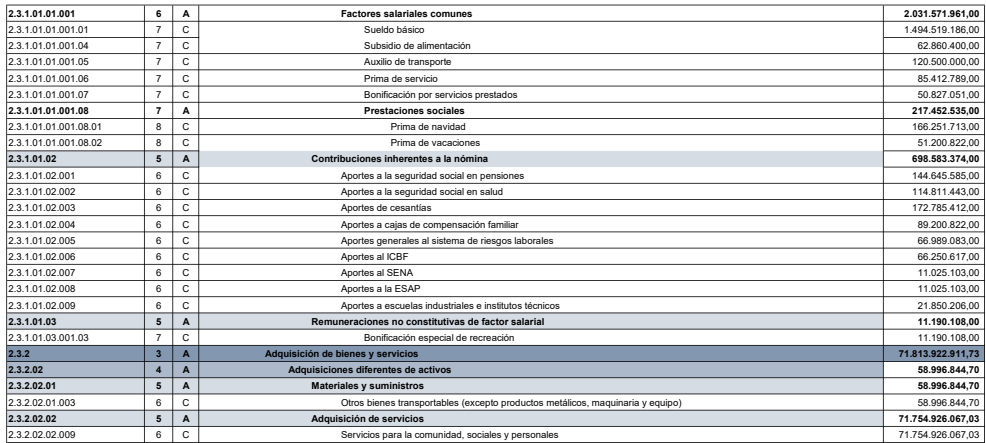 2.3.1.01.01.001 6 A Factores salariales comunes 2.031.571.961,00
2.3.1.01.01.001.01 7 C Sueldo básico 1.494.519.186,00
2.3.1.01.01.001.04 7 C Subsidio de alimentación 62.860.400,00
2.3.1.01.01.001.05 7 C Auxilio de transporte 120.500.000,00
2.3.1.01.01.001.06 7 C Prima de servicio 85.412.789,00
2.3.1.01.01.001.07 7 C Bonificación por servicios prestados 50.827.051,00
2.3.1.01.01.001.08 7 A Prestaciones sociales 217.452.535,00
2.3.1.01.01.001.08.01 8 C Prima de navidad 166.251.713,00
2.3.1.01.01.001.08.02 8 C Prima de vacaciones 51.200.822,00
2.3.1.01.02 5 A Contribuciones inherentes a la nómina 698.583.374,00
2.3.1.01.02.001 6 C Aportes a la seguridad social en pensiones 144.645.585,00
2.3.1.01.02.002 6 C Aportes a la seguridad social en salud 114.811.443,00
2.3.1.01.02.003 6 C Aportes de cesantías 172.785.412,00
2.3.1.01.02.004 6 C Aportes a cajas de compensación familiar 89.200.822,00
2.3.1.01.02.005 6 C Aportes generales al sistema de riesgos laborales 66.989.083,00
2.3.1.01.02.006 6 C Aportes al ICBF 66.250.617,00
2.3.1.01.02.007 6 C Aportes al SENA 11.025.103,00
2.3.1.01.02.008 6 C Aportes a la ESAP 11.025.103,00
2.3.1.01.02.009 6 C Aportes a escuelas industriales e institutos técnicos 21.850.206,00
2.3.1.01.03 5 A Remuneraciones no constitutivas de factor salarial 11.190.108,00
2.3.1.01.03.001.03 7 C Bonificación especial de recreación 11.190.108,00
2.3.2 3 A Adquisición de bienes y servicios 71.813.922.911,73
2.3.2.02 4 A Adquisiciones diferentes de activos 58.996.844,70
2.3.2.02.01 5 A Materiales y suministros 58.996.844,70
2.3.2.02.01.003 6 C Otros bienes transportables (excepto productos metálicos, maquinaria y equipo) 58.996.844,70
2.3.2.02.02 5 A Adquisición de servicios 71.754.926.067,03
2.3.2.02.02.009 6 C Servicios para la comunidad, sociales y personales 71.754.926.067,03